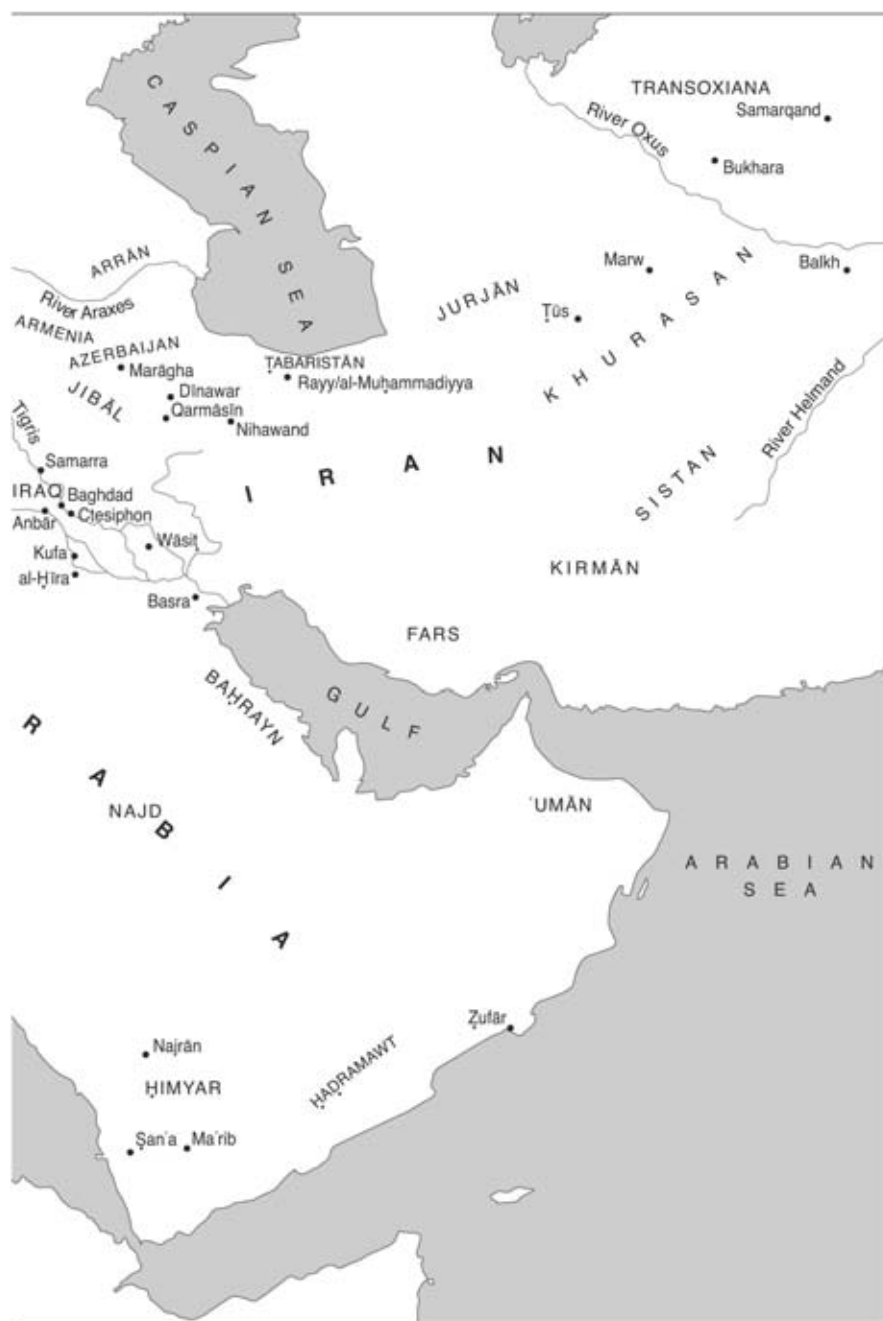 CASPIAN SEA
TRANSOXIANA
Samarqand
River Oxus
Bukhara
ARRĀN
River Araxes
ARMENIA
AZERBAIJAN
Marāgha
JURJĀN
Marw
Balkh
Ṭūs
KHURASAN
ṬABARISTĀN
Rayy/al-Muḥammadiyya
JIBĀL
Dīnawar
Qarmāsīn
Nihawand
Tigris
Samarra
IRAN
River Helmand
SISTAN
IRAQ
Baghdad
Ctesiphon
Anbār
Wāsiṭ
Kufa
al-Ḥīra
Basra
KIRMĀN
FARS
BAḤRAYN
GULF
RABIA
NAJD
ʿUMĀN
ARABIAN
SEA
Ẓufār
Najrān
ḤIMYAR
ḤAḌRAMAWT
Ṣanʿa
Maʾrib